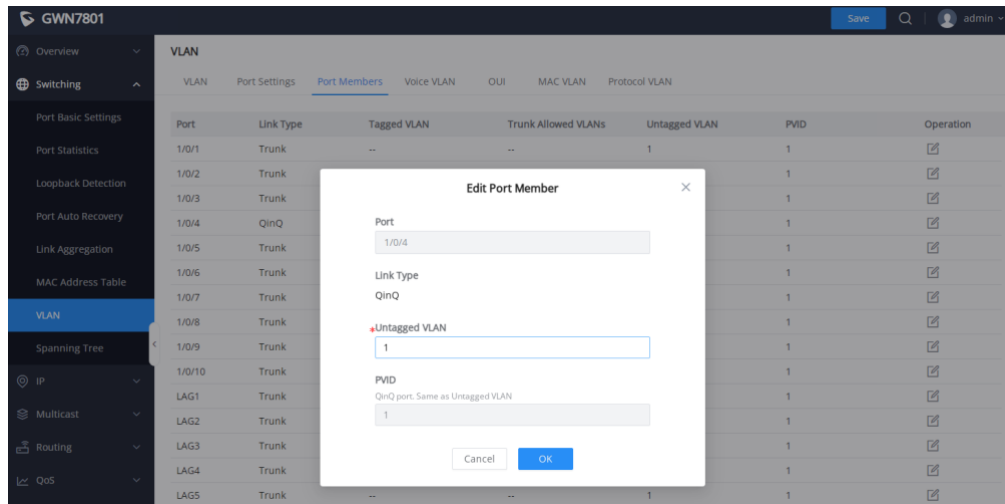 GWN7801
Save
admin
Overview
Switching
Port Basic Settings
Port Statistics
Loopback Detection
Port Auto Recovery
Link Aggregation
MAC Address Table
VLAN
Spanning Tree
IP
Multicast
Routing
QoS
VLAN
VLAN Port Settings Port Members Voice VLAN OUI MAC VLAN Protocol VLAN
Port Link Type Tagged VLAN Trunk Allowed VLANs Untagged VLAN PVID Operation
1/0/1 Trunk -- -- 1 1
1/0/2 Trunk 1
1/0/3 Trunk 1
1/0/4 QinQ 1
1/0/5 Trunk 1
1/0/6 Trunk 1
1/0/7 Trunk 1
1/0/8 Trunk 1
1/0/9 Trunk 1
1/0/10 Trunk 1
LAG1 Trunk 1
LAG2 Trunk 1
LAG3 Trunk 1
LAG4 Trunk 1
LAG5 Trunk -- -- 1 1
Edit Port Member
Port
1/0/4
Link Type
QinQ
*Untagged VLAN
1
PVID
QinQ port. Same as Untagged VLAN
1
Cancel OK